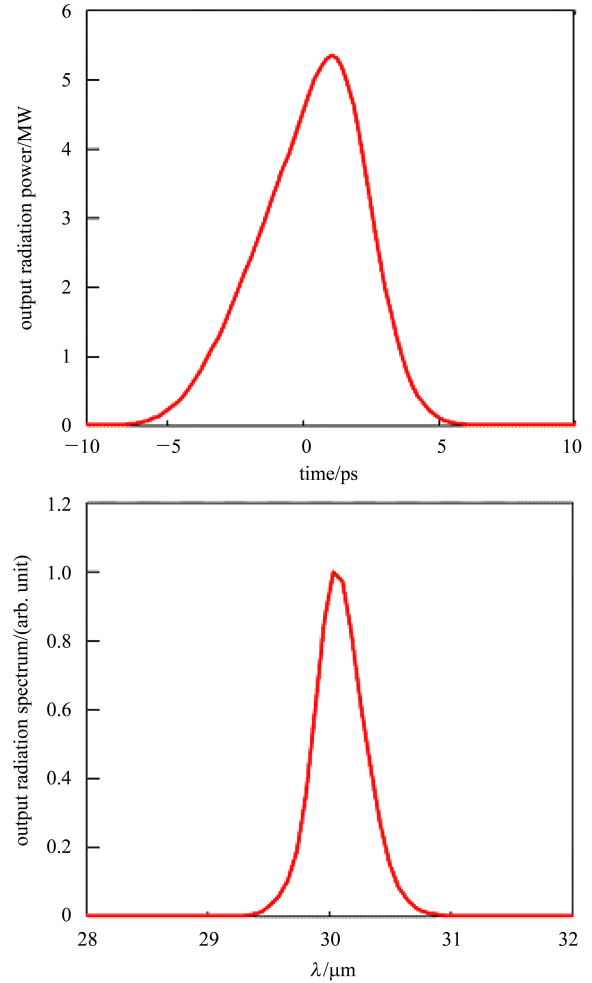 6
5
4
3
2
1
0
output radiation power/MW
−10 −5 0 5 10
time/ps
1.2
1.0
0.8
0.6
0.4
0.2
0
output radiation spectrum/(arb. unit)
28 29 30 31 32
λ/μm